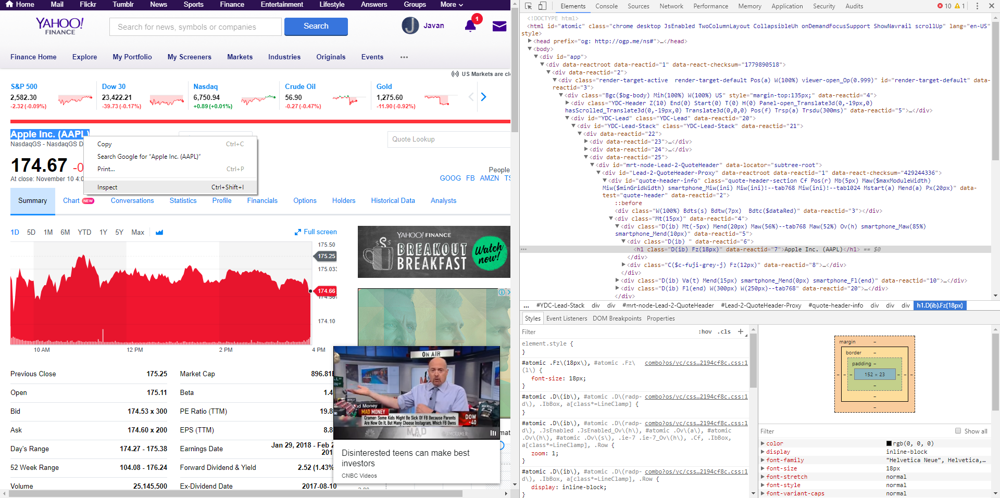 Home Mail Flickr Tumblr News Sports Finance Entertainment Lifestyle Answers Groups More
YAHOO!
FINANCE
Search for news, symbols or companies
Search
Javan
1
Finance Home Explore My Portfolio My Screeners Markets Industries Originals Events
US Markets are cl
S&P 500
2,582.30
-2.32 (-0.09%)
Dow 30
23,422.21
-39.73 (-0.17%)
Nasdaq
6,750.94
+0.89 (+0.01%)
Crude Oil
56.90
-0.27 (-0.47%)
Gold
1,275.60
-11.90 (-0.92%)
Apple Inc. (AAPL)
NasdaqGS - NasdaqGS D
Quote Lookup
174.67 -0
At close: November 10 4:0
People
GOOG FB AMZN TS
Copy Ctrl+C
Search Google for “Apple Inc. (AAPL)”
Print... Ctrl+P
Inspect Ctrl+Shift+I
Summary Chart NEW Conversations Statistics Profile Financials Options Holders Historical Data Analysts
1D 5D 1M 6M YTD 1Y 5Y Max
Full screen
175.50
175.25
175.033
174.66
174.567
174.10
10 AM 12 PM 2 PM 4 PM
YAHOO FINANCE
BREAKOUT
BREAKFAST
Watch now!
Previous Close 175.25
Open 175.11
Bid 174.53 x 300
Ask 174.60 x 200
Day's Range 174.27 - 175.38
52 Week Range 104.08 - 176.24
Volume 25,145,500
Market Cap 896.81
Beta 1.4
PE Ratio (TTM) 19.8
EPS (TTM) 8.8
Earnings Date Jan 29, 2018 - Feb 2
201
Forward Dividend & Yield 2.52 (1.43%
Ex-Dividend Date 2017-08-10
ON AIR
MAD MONEY
Cramer: Some Kids Might Be Sick Of FB Because Parents
Are Now On It, But Many Choose Instagram, Which FB Owns
DOW
-40
MAD
@JIMCRAMER
Disinterested teens can make best
investors
CNBC Videos
mat
Elements Console Sources Network Performance Memory Application Security Audits 10 1
<!DOCTYPE html>
<html id="atomic" class="chrome desktop JsEnabled TwoColumnLayout CollapsibleUh onDemandFocusSupport ShowNavrail scrollUp" lang="en-US"
style>
<head prefix="og: http://ogp.me/ns#">…</head>
<body>
<div id="app">
<div data-reactroot data-reactid="1" data-react-checksum="1779890518">
<div data-reactid="2">
<div class="render-target-active  render-target-default Pos(a) W(100%) viewer-open_Op(0.999)" id="render-target-default" data-
reactid="3">
<div class="Bgc($bg-body) Mih(100%) W(100%) US" style="margin-top:135px;" data-reactid="4">
<div class="YDC-Header Z(10) End(0) Start(0) T(0) H(0) Panel-open_Translate3d(0,-19px,0)
hasScrolled_Translate3d(0,-19px,0) Translate3d(0,0,0) Pos(f) Trsp(a) Trsdu(300ms)" data-reactid="5">…</div>
<div id="YDC-Lead" class="YDC-Lead" data-reactid="20">
<div id="YDC-Lead-Stack" class="YDC-Lead-Stack" data-reactid="21">
<div data-reactid="22">
<div data-reactid="23">…</div>
<div data-reactid="24">…</div>
<div data-reactid="25">
<div id="mrt-node-Lead-2-QuoteHeader" data-locator="subtree-root">
<div id="Lead-2-QuoteHeader-Proxy" data-reactroot data-reactid="1" data-react-checksum="429244336">
<div id="quote-header-info" class="quote-header-section Cf Pos(r) Mb(5px) Maw($maxModuleWidth)
Miw($minGridWidth) smartphone_Miw(ini) Miw(ini)!--tab768 Miw(ini)!--tab1024 Mstart(a) Mend(a) Px(20px)" data-
test="quote-header" data-reactid="2">
::before
<div class="W(100%) Bdts(s) Bdtw(7px)  Bdtc($dataRed)" data-reactid="3"></div>
<div class="Mt(15px)" data-reactid="4">
<div class="D(ib) Mt(-5px) Mend(20px) Maw(56%)--tab768 Maw(52%) Ov(h) smartphone_Maw(85%)
smartphone_Mend(10px)" data-reactid="5">
<div class="D(ib) " data-reactid="6">
<h1 class="D(ib) Fz(18px)" data-reactid="7">Apple Inc. (AAPL)</h1> == $0
</div>
<div class="C($c-fuji-grey-j) Fz(12px)" data-reactid="8">…</div>
</div>
<div class="D(ib) Va(t) Mend(15px) smartphone_Mend(0px) smartphone_Fl(end)" data-reactid="10">…</div>
<div class="D(ib) Fl(end) W(300px) W(250px)--tab768" data-reactid="20">…</div>
</div>
... #YDC-Lead-Stack div div #mrt-node-Lead-2-QuoteHeader #Lead-2-QuoteHeader-Proxy #quote-header-info div div div h1.D(ib).Fz(18px)
Styles Event Listeners DOM Breakpoints Properties
Filter :hov .cls +
element.style {
}
#atomic .Fz\(18px\), #atomic .Fz\ combo?os/yc/css…2194cf8c.css:1
(l\) {
font-size: 18px;
}
#atomic .D\(ib\), #atomic .D\(radp- combo?os/yc/css…2194cf8c.css:1
d\), .IbBox, a[class*=LineClamp] {
}
#atomic .D\(ib\), #atomic .D\(radp- combo?os/yc/css…2194cf8c.css:1
d\), .JsEnabled .JsEnabled_Ov\(h\), #atomic .Ov\(a\), #atomic
.Ov\(h\), #atomic .Ov\(s\), .ie-7 .ie-7_Ov\(h\), .Cf, .IbBox,
a[class*=LineClamp], .Row {
zoom: 1;
}
#atomic .D\(ib\), #atomic .D\(radp- combo?os/yc/css…2194cf8c.css:1
d\), .IbBox, a[class*=LineClamp], .Row {
display: inline-block;
}
margin –
border –
padding –
152 × 23
Filter Show all
color rgb(0, 0, 0)
display inline-block
font-family "Helvetica Neue", Helvetica,…
font-size 18px
font-stretch normal
font-style normal
font-variant-caps normal